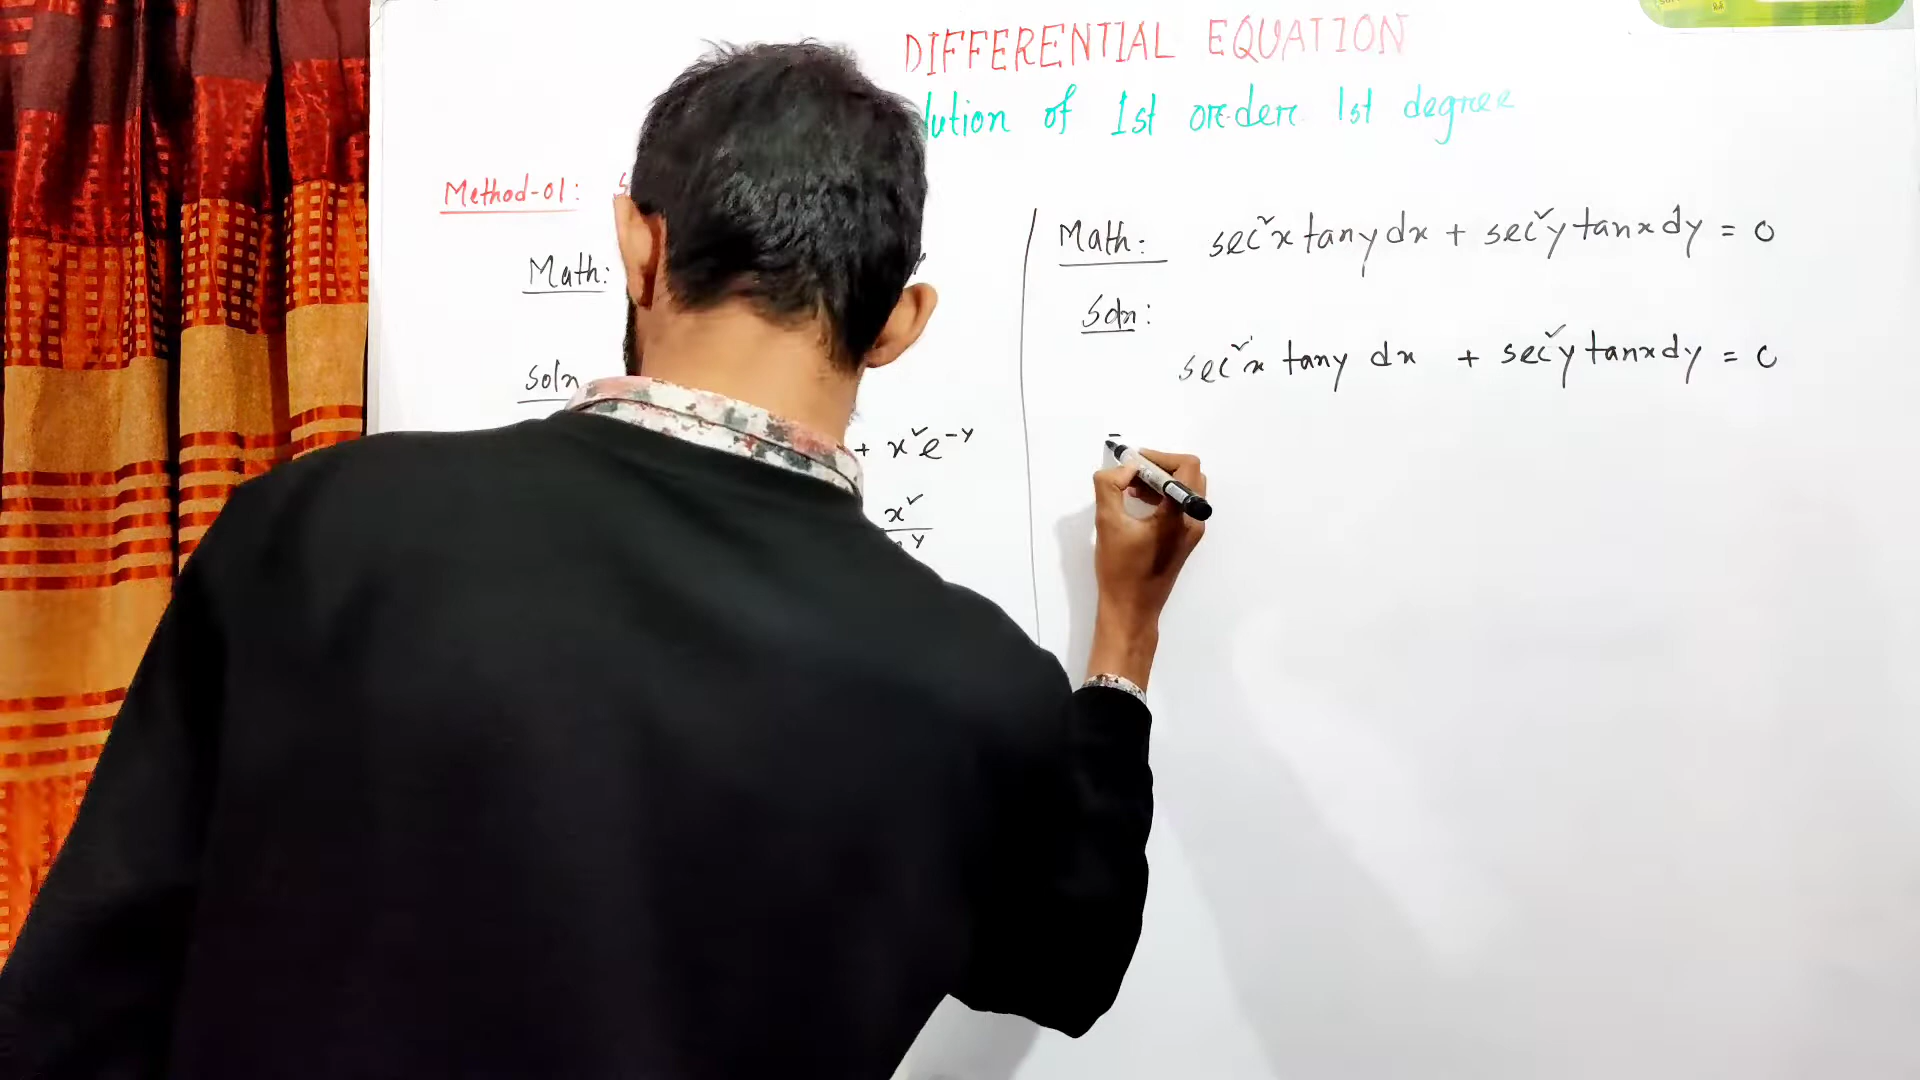 DIFFERENTIAL EQUATION
lution of 1st order 1st degree
Method-01: S
Math:
Soln
+ x²e⁻ʸ
x²
Math: sec²x tany dx + sec²y tanx dy = 0
Soln:
sec²x tany dx + sec²y tanx dy = 0